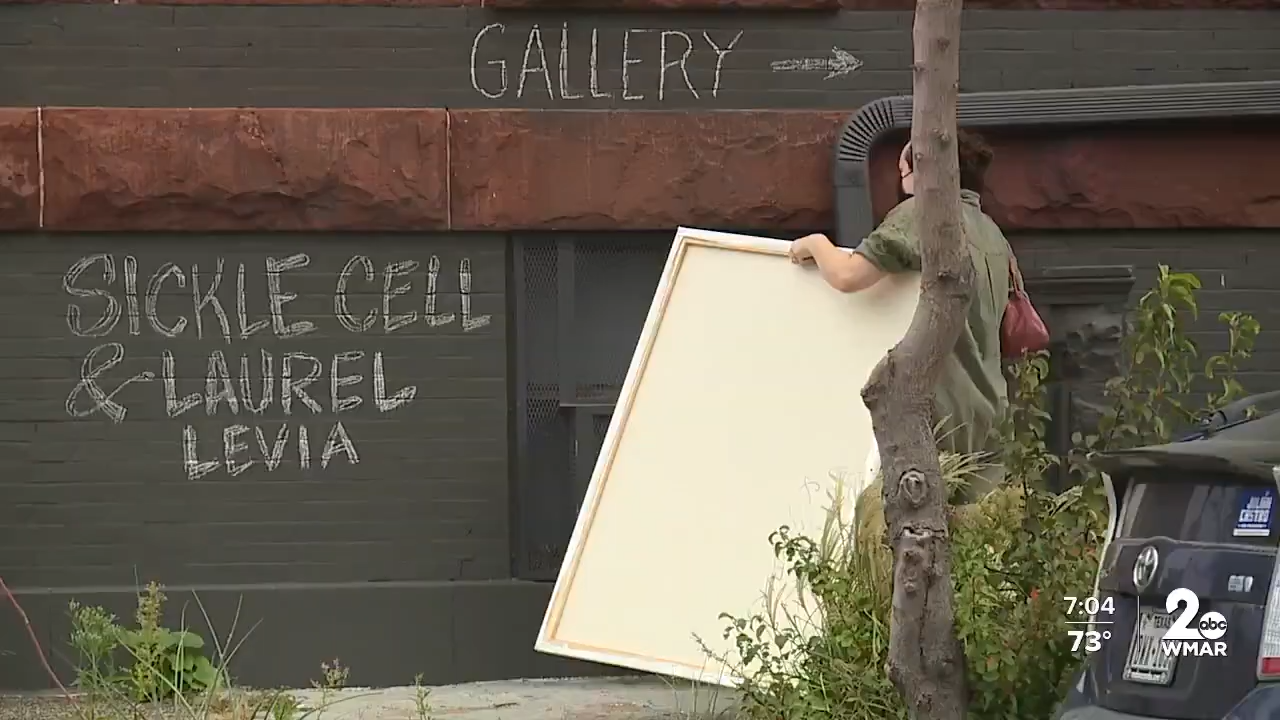 GALLERY
SICKLE CELL
& LAUREL
LEVIA
JULIÁN
CASTRO
7:04
73°
2 abc
WMAR